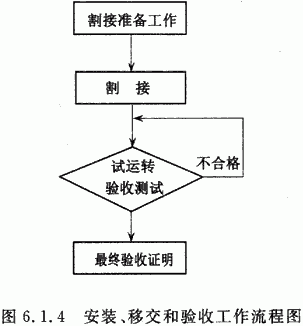 割接准备工作
割 接
试运转
验收测试
不合格
最终验收证明
图 6.1.4 安装、移交和验收工作流程图